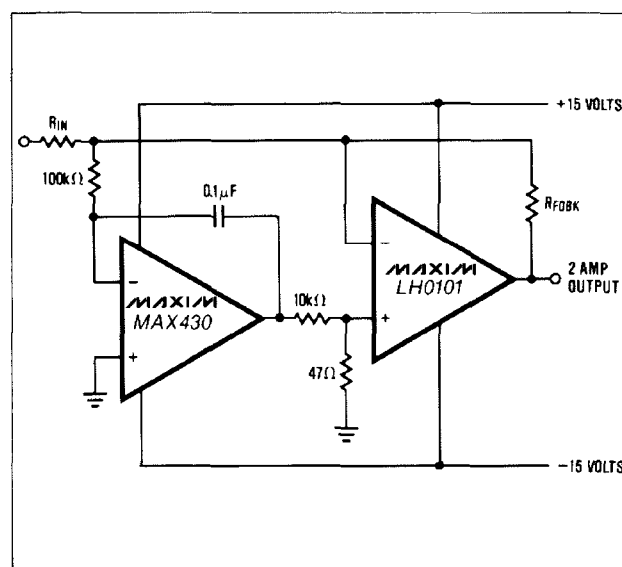 +15 VOLTS
RIN
100kΩ
0.1μF
RFDBK
−
MAXIM
MAX430
+
10kΩ
47Ω
−
MAXIM
LH0101
+
2 AMP
OUTPUT
−15 VOLTS